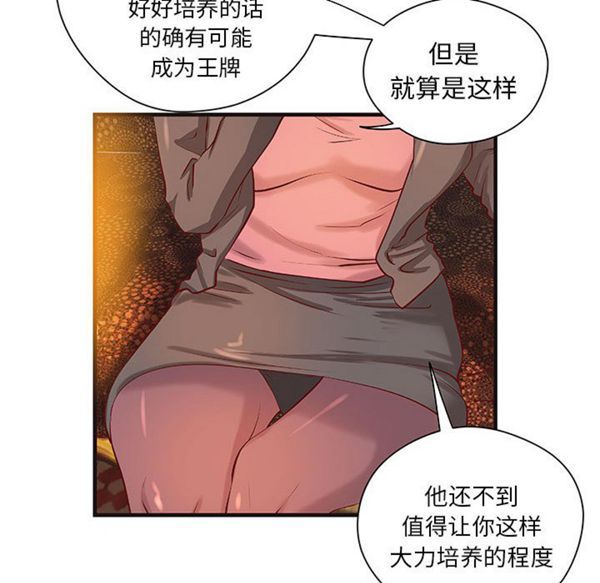 好好培养的话
的确有可能
成为王牌
但是
就算是这样
他还不到
值得让你这样
大力培养的程度